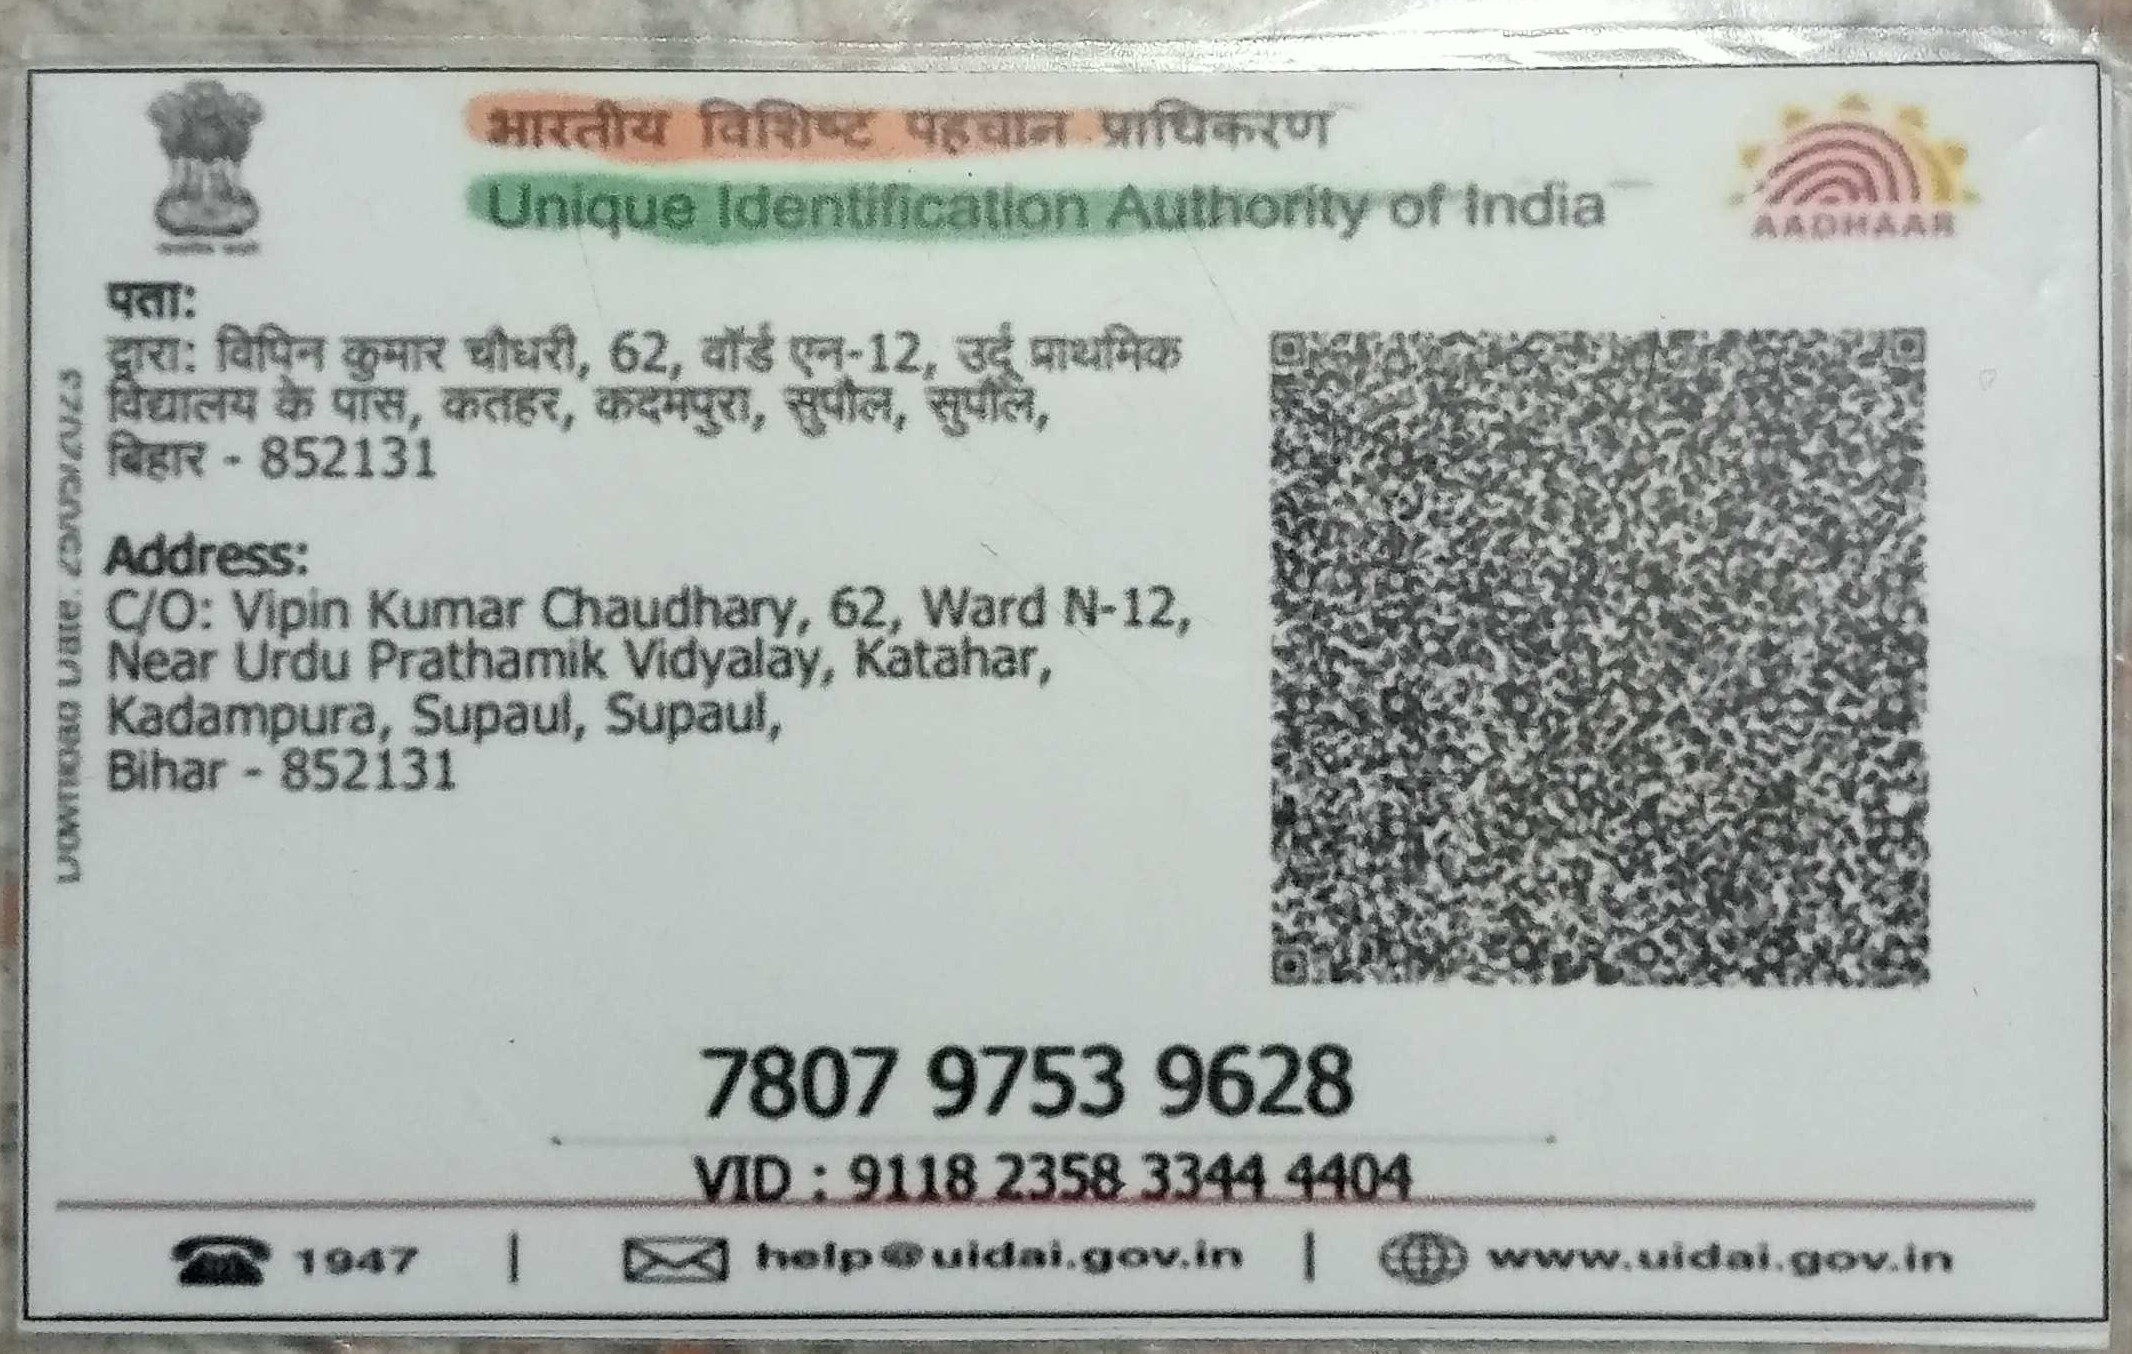 भारतीय विशिष्ट पहचान प्राधिकरण
Unique Identification Authority of India
AADHAAR
पता:
द्वारा: विपिन कुमार चौधरी, 62, वॉर्ड एन-12, उर्दू प्राथमिक
विद्यालय के पास, कतहर, कदमपुरा, सुपौल, सुपौल,
बिहार - 852131
Address:
C/O: Vipin Kumar Chaudhary, 62, Ward N-12,
Near Urdu Prathamik Vidyalay, Katahar,
Kadampura, Supaul, Supaul,
Bihar - 852131
Download Date:
7807 9753 9628
VID : 9118 2358 3344 4404
1947 | help@uidai.gov.in | www.uidai.gov.in